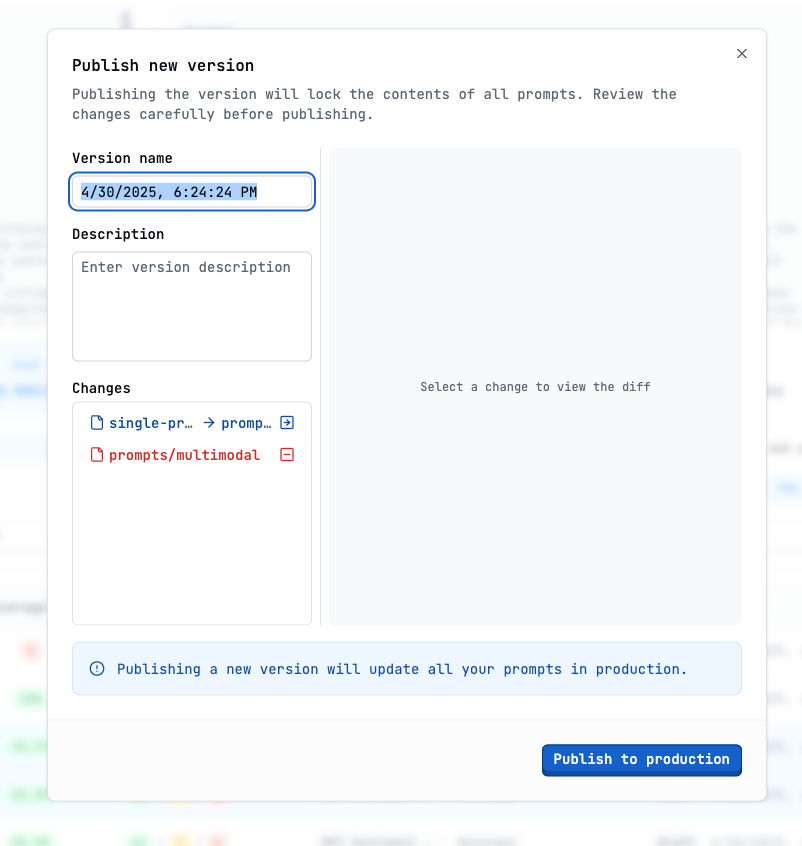 Publish new version
Publishing the version will lock the contents of all prompts. Review the
changes carefully before publishing.
Version name
4/30/2025, 6:24:24 PM
Description
Enter version description
Changes
single-pr… → promp…
prompts/multimodal
Select a change to view the diff
Publishing a new version will update all your prompts in production.
Publish to production